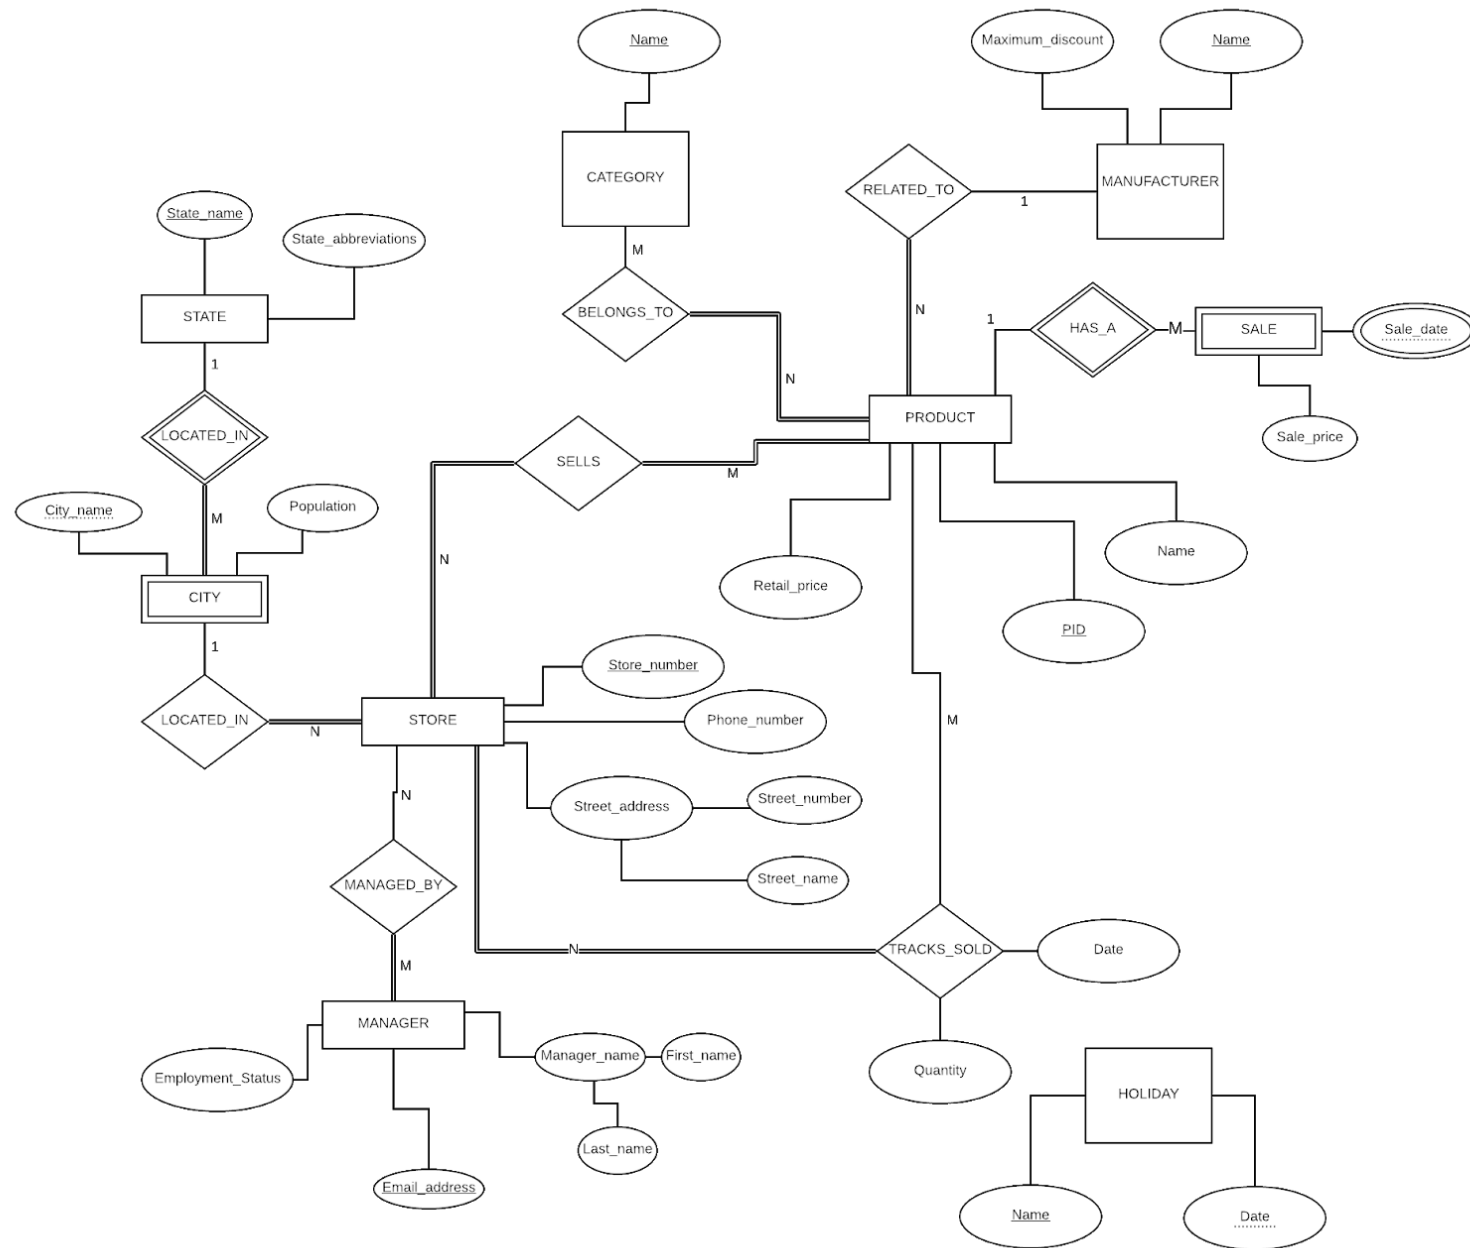 Name
Maximum_discount
Name
CATEGORY
MANUFACTURER
RELATED_TO
1
State_name
State_abbreviations
M
STATE
BELONGS_TO
N
1
HAS_A
M
SALE
Sale_date
1
N
PRODUCT
LOCATED_IN
SELLS
M
Sale_price
City_name
Population
M
N
Name
Retail_price
CITY
PID
1
Store_number
LOCATED_IN
N
STORE
Phone_number
M
N
Street_address
Street_number
MANAGED_BY
Street_name
M
N
TRACKS_SOLD
Date
MANAGER
Employment_Status
Manager_name
First_name
Quantity
HOLIDAY
Last_name
Email_address
Name
Date